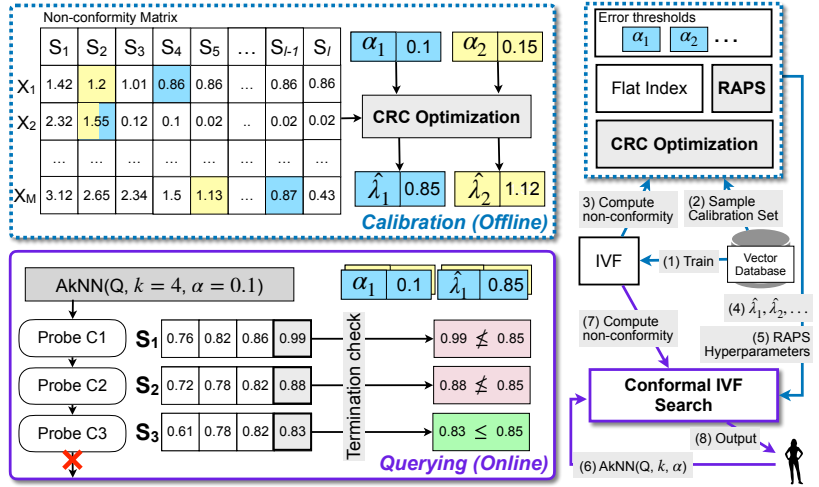 Non-conformity Matrix
S1 S2 S3 S4 S5 ... Sl-1 Sl
X1 1.42 1.2 1.01 0.86 0.86 ... 0.86 0.86
X2 2.32 1.55 0.12 0.1 0.02 .. 0.02 0.02
... ... ... ... ... ... ... ...
XM 3.12 2.65 2.34 1.5 1.13 ... 0.87 0.43
α1 0.1 α2 0.15
CRC Optimization
λ̂1 0.85 λ̂2 1.12
Calibration (Offline)
AkNN(Q, k = 4, α = 0.1)
α1 0.1 λ̂1 0.85
Probe C1
S1 0.76 0.82 0.86 0.99
0.99 ≰ 0.85
Probe C2
S2 0.72 0.78 0.82 0.88
0.88 ≰ 0.85
Probe C3
S3 0.61 0.78 0.82 0.83
0.83 ≤ 0.85
Termination check
Querying (Online)
Error thresholds
α1 α2 ...
Flat Index
RAPS
CRC Optimization
3) Compute
non-conformity
(2) Sample
Calibration Set
IVF
(1) Train
Vector
Database
(4) λ̂1, λ̂2, . . .
(5) RAPS
Hyperparameters
(7) Compute
non-conformity
Conformal IVF
Search
(8) Output
(6) AkNN(Q, k, α)